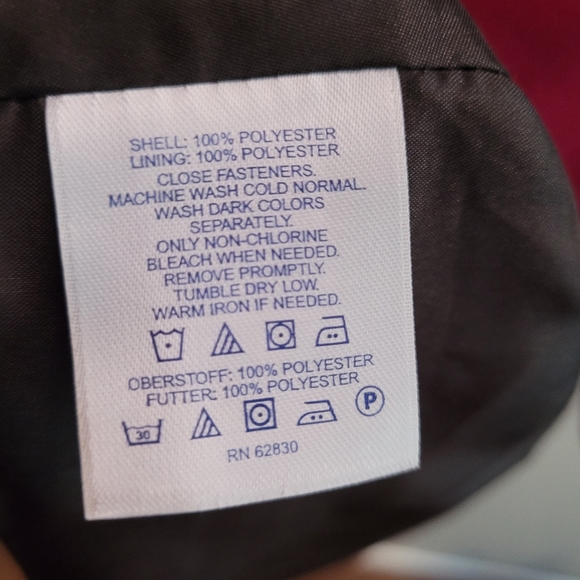 SHELL: 100% POLYESTER
LINING: 100% POLYESTER
CLOSE FASTENERS.
MACHINE WASH COLD NORMAL.
WASH DARK COLORS
SEPARATELY.
ONLY NON-CHLORINE
BLEACH WHEN NEEDED.
REMOVE PROMPTLY.
TUMBLE DRY LOW.
WARM IRON IF NEEDED.
OBERSTOFF: 100% POLYESTER
FUTTER: 100% POLYESTER
30 P
RN 62830